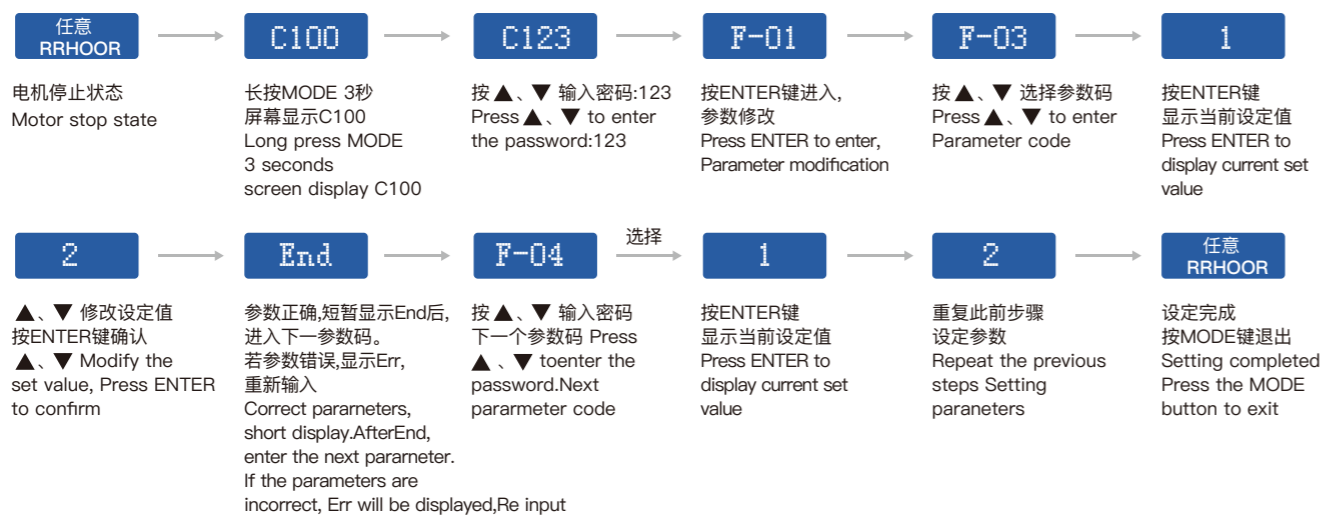 任意
RRHOOR
C100
C123
F-01
F-03
1
电机停止状态
Motor stop state
长按MODE 3秒
屏幕显示C100
Long press MODE
3 seconds
screen display C100
按▲、▼ 输入密码:123
Press▲、▼ to enter
the password:123
按ENTER键进入,
参数修改
Press ENTER to enter,
Parameter modification
按▲、▼ 选择参数码
Press▲、▼ to enter
Parameter code
按ENTER键
显示当前设定值
Press ENTER to
display current set
value
2
End
F-04
选择
1
2
任意
RRHOOR
▲、▼ 修改设定值
按ENTER键确认
▲、▼ Modify the
set value, Press ENTER
to confirm
参数正确,短暂显示End后,
进入下一参数码。
若参数错误,显示Err,
重新输入
Correct parameters,
short display.AfterEnd,
enter the next pararneter.
If the parameters are
incorrect, Err will be displayed,Re input
按▲、▼ 输入密码
下一个参数码 Press
▲ 、▼ toenter the
password.Next
pararmeter code
按ENTER键
显示当前设定值
Press ENTER to
display current set
value
重复此前步骤
设定参数
Repeat the previous
steps Setting
paraneters
设定完成
按MODE键退出
Setting completed
Press the MODE
button to exit